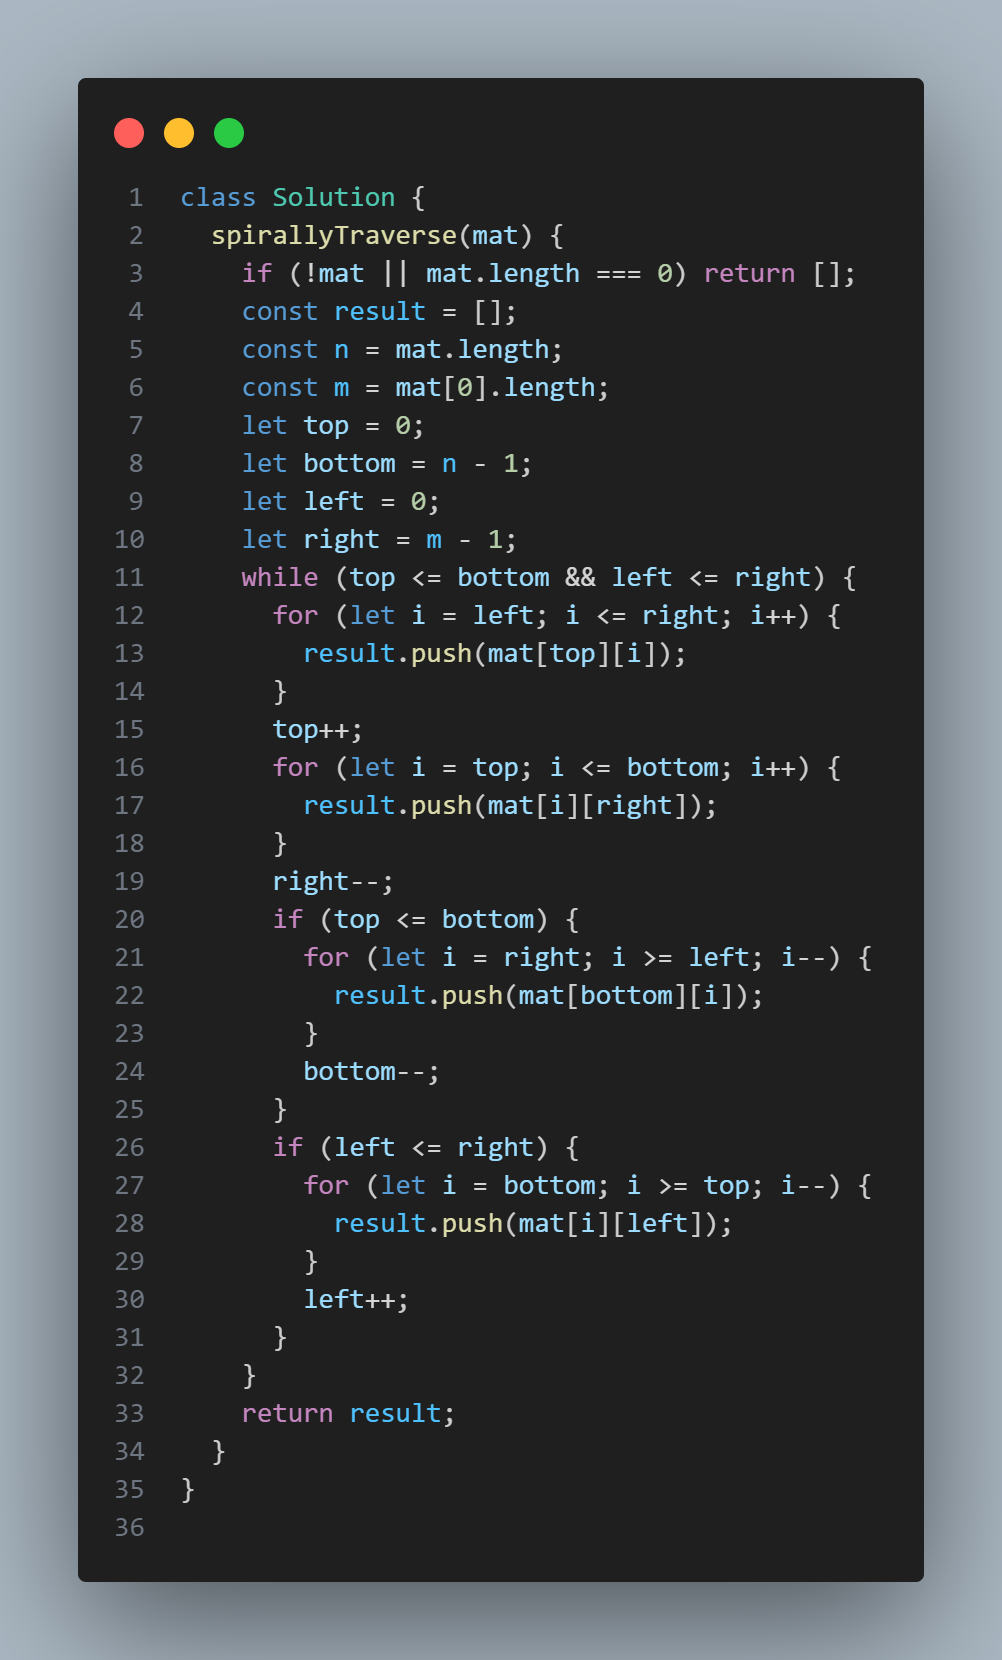 1 class Solution {
2   spirallyTraverse(mat) {
3     if (!mat || mat.length === 0) return [];
4     const result = [];
5     const n = mat.length;
6     const m = mat[0].length;
7     let top = 0;
8     let bottom = n - 1;
9     let left = 0;
10     let right = m - 1;
11     while (top <= bottom && left <= right) {
12       for (let i = left; i <= right; i++) {
13         result.push(mat[top][i]);
14       }
15       top++;
16       for (let i = top; i <= bottom; i++) {
17         result.push(mat[i][right]);
18       }
19       right--;
20       if (top <= bottom) {
21         for (let i = right; i >= left; i--) {
22           result.push(mat[bottom][i]);
23         }
24         bottom--;
25       }
26       if (left <= right) {
27         for (let i = bottom; i >= top; i--) {
28           result.push(mat[i][left]);
29         }
30         left++;
31       }
32     }
33     return result;
34   }
35 }
36